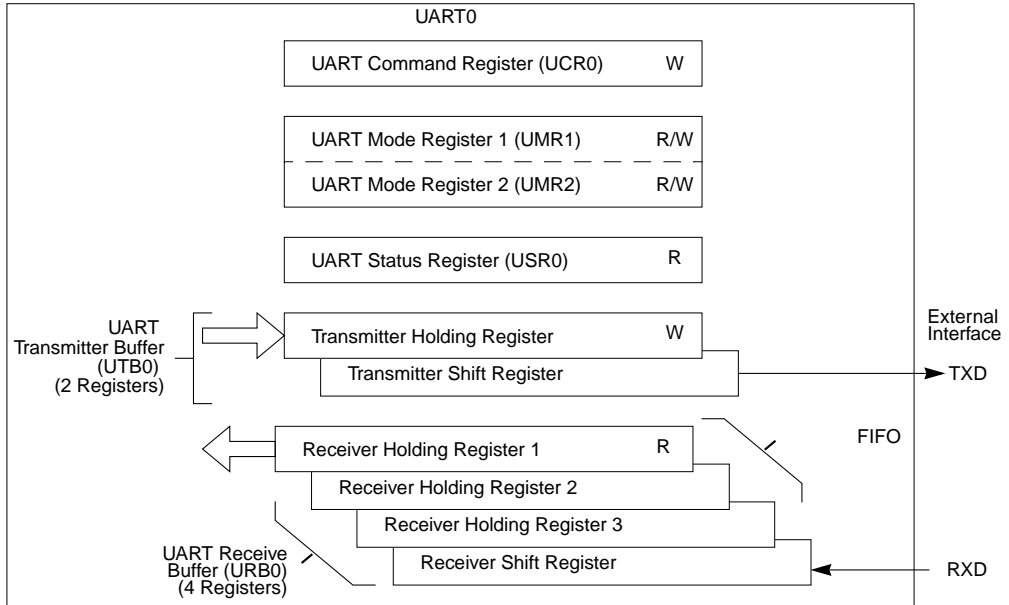 UART0
UART Command Register (UCR0) W
UART Mode Register 1 (UMR1) R/W
UART Mode Register 2 (UMR2) R/W
UART Status Register (USR0) R
UART
Transmitter Buffer
(UTB0)
(2 Registers)
Transmitter Holding Register W
Transmitter Shift Register
External
Interface
TXD
Receiver Holding Register 1 R
FIFO
Receiver Holding Register 2
Receiver Holding Register 3
Receiver Shift Register
UART Receive
Buffer (URB0)
(4 Registers)
RXD